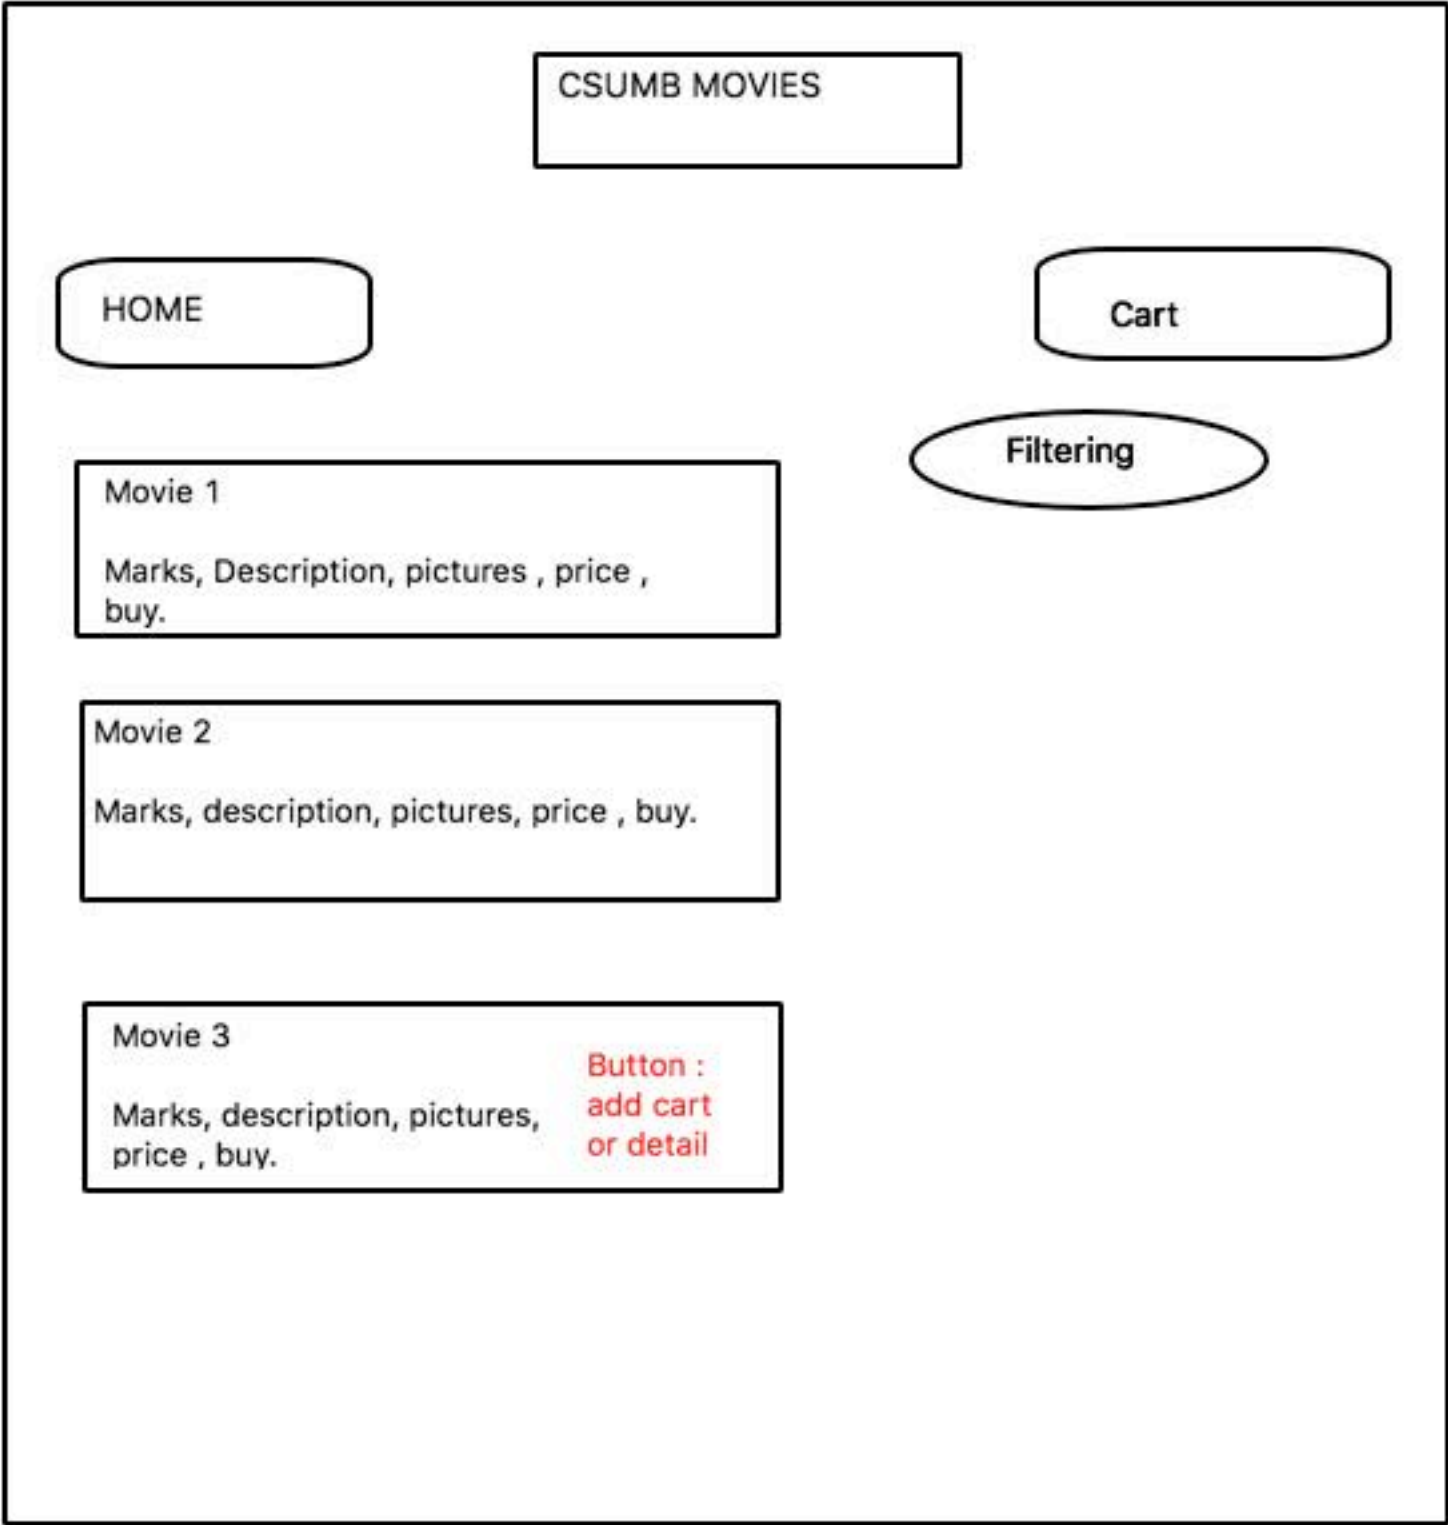 CSUMB MOVIES
HOME
Cart
Filtering
Movie 1
Marks, Description, pictures , price ,
buy.
Movie 2
Marks, description, pictures, price , buy.
Movie 3
Marks, description, pictures,
price , buy.
Button :
add cart
or detail